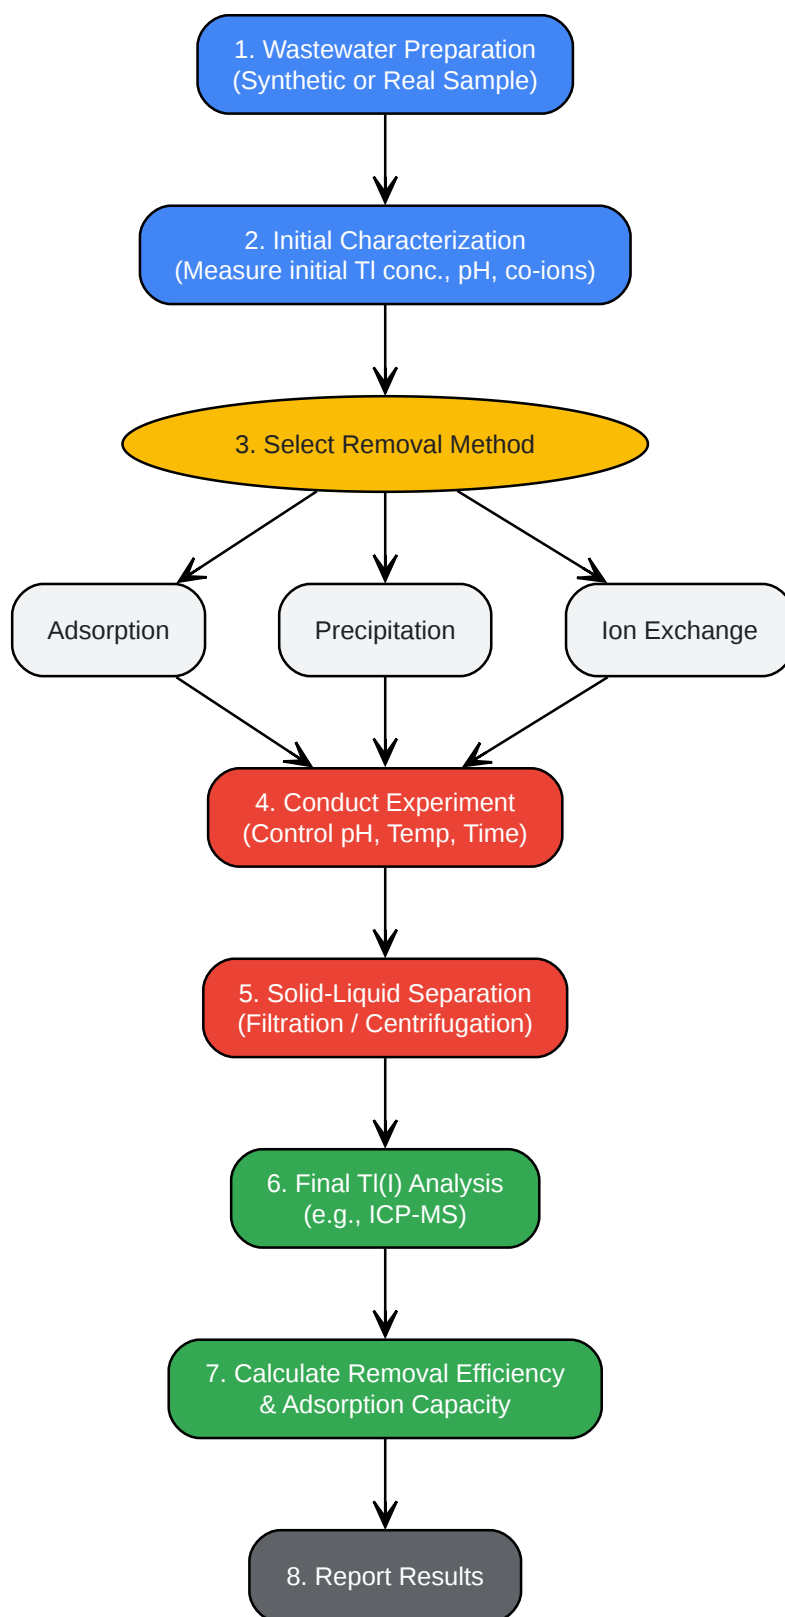 1. Wastewater Preparation
(Synthetic or Real Sample)
2. Initial Characterization
(Measure initial Tl conc., pH, co-ions)
3. Select Removal Method
Adsorption
Precipitation
Ion Exchange
4. Conduct Experiment
(Control pH, Temp, Time)
5. Solid-Liquid Separation
(Filtration / Centrifugation)
6. Final Tl(I) Analysis
(e.g., ICP-MS)
7. Calculate Removal Efficiency
& Adsorption Capacity
8. Report Results